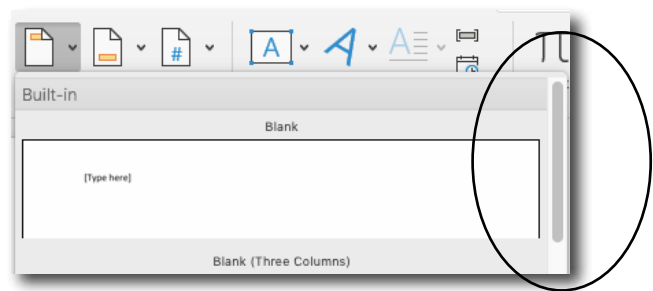 #
A
A
A
π
Built-in
Blank
[Type here]
Blank (Three Columns)